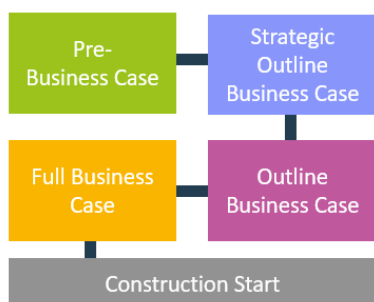 Pre-
Business Case
Strategic
Outline
Business Case
Full Business
Case
Outline
Business Case
Construction Start